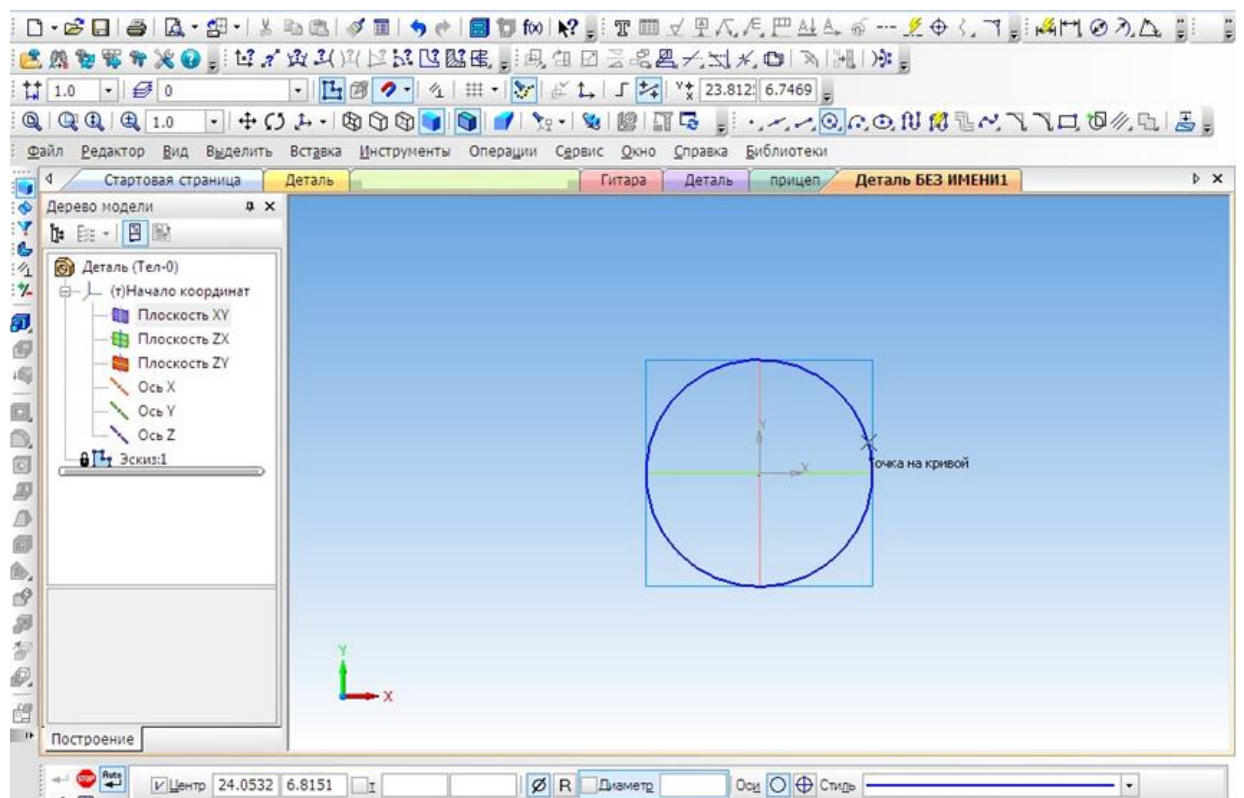 f(x)
T
1.0 0 23.812 6.7469
1.0
Файл Редактор Вид Выделить Вставка Инструменты Операции Сервис Окно Справка Библиотеки
Стартовая страница Деталь Гитара Деталь прицеп Деталь БЕЗ ИМЕНИ1
Дерево модели
Деталь (Тел-0)
(т)Начало координат
Плоскость XY
Плоскость ZX
Плоскость ZY
Ось X
Ось Y
Ось Z
Эскиз:1
Y
X
очка на кривой
Y
X
Построение
STOP Auto Центр 24.0532 6.8151 т Ø R Диаметр Оси Стиль